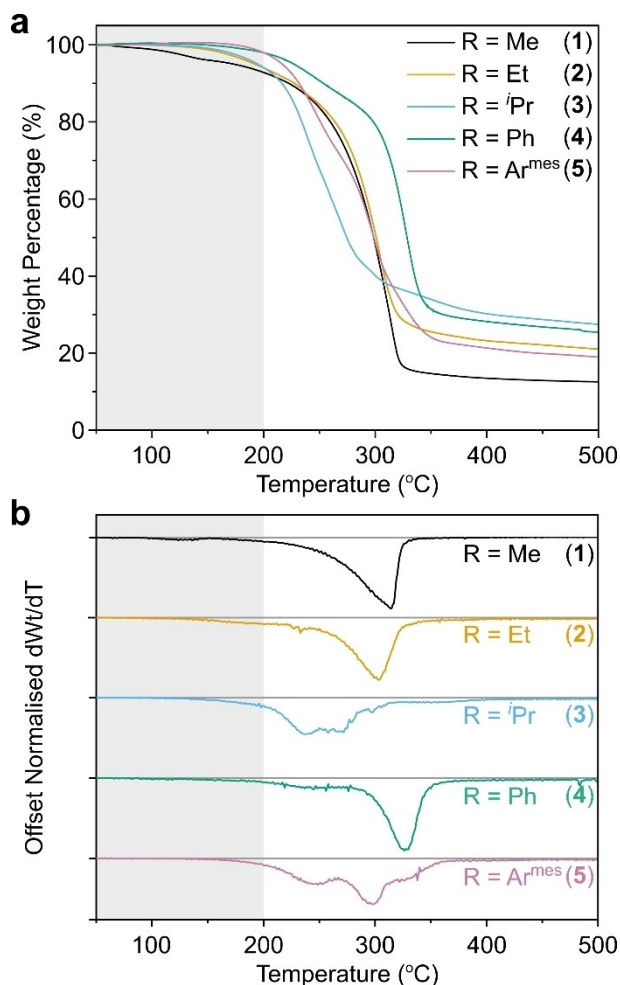 a
100
80
60
40
20
0
Weight Percentage (%)
R = Me (1)
R = Et (2)
R = ⁱPr (3)
R = Ph (4)
R = Arᵐᵉˢ (5)
100 200 300 400 500
Temperature (°C)
b
Offset Normalised dWt/dT
R = Me (1)
R = Et (2)
R = ⁱPr (3)
R = Ph (4)
R = Arᵐᵉˢ (5)
100 200 300 400 500
Temperature (°C)